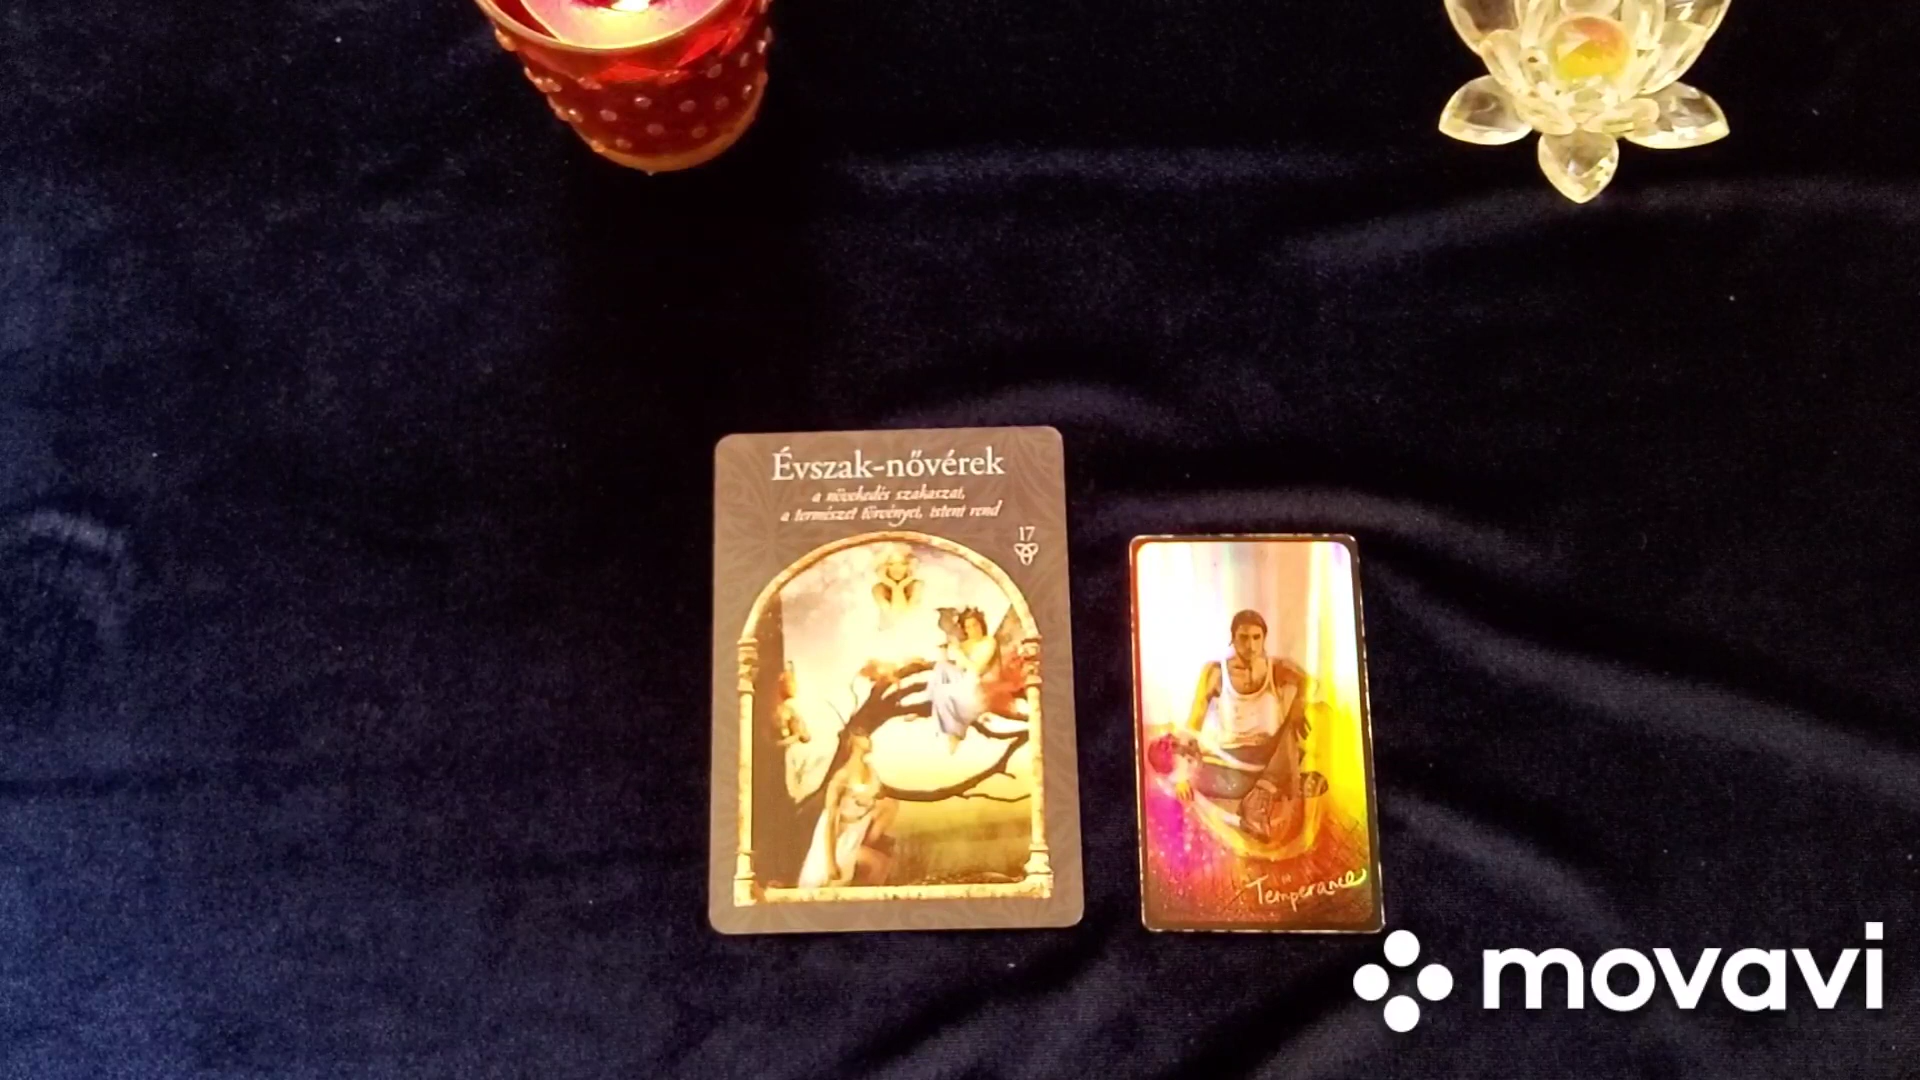 Évszak-nővérek
a növekedés szakaszai,
a természet törvényei, isteni rend
17
Temperance
movavi